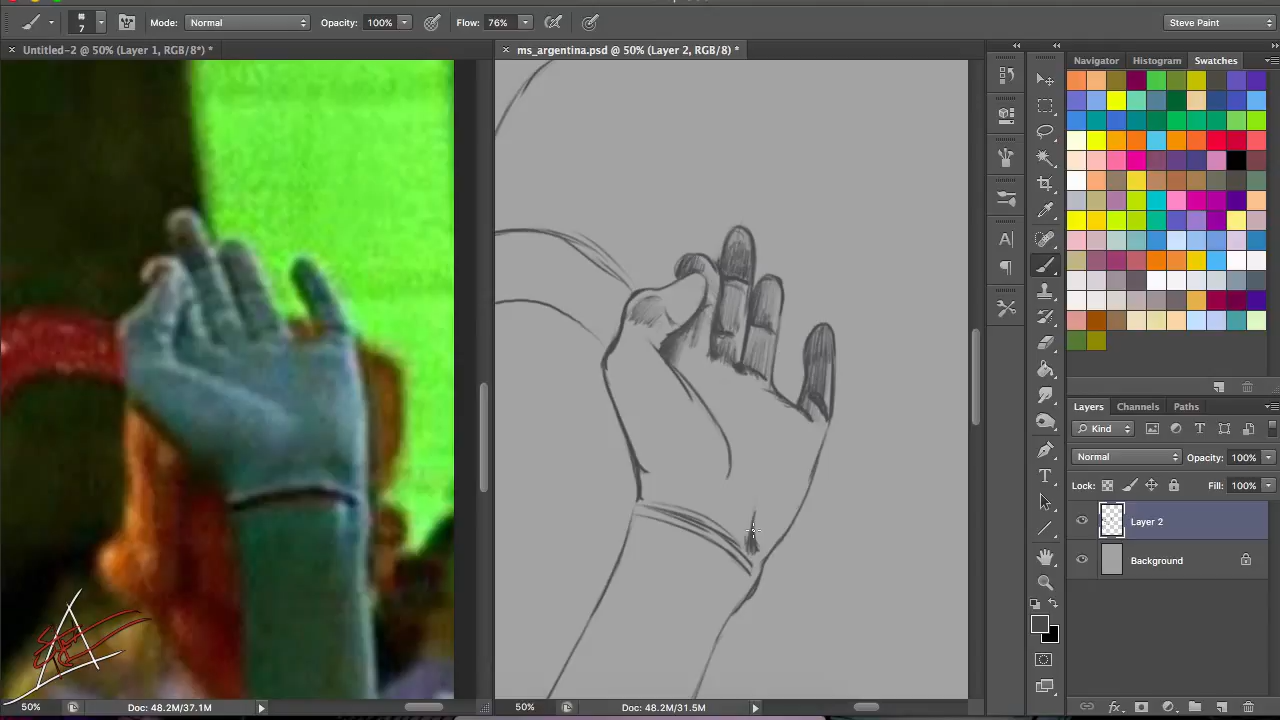 7
Mode: Normal
Opacity: 100%
Flow: 76%
Steve Paint
Untitled-2 @ 50% (Layer 1, RGB/8*) *
ms_argentina.psd @ 50% (Layer 2, RGB/8) *
Navigator
Histogram
Swatches
Layers
Channels
Paths
Kind
Normal
Opacity: 100%
Lock:
Fill: 100%
Layer 2
Background
50%
Doc: 48.2M/37.1M
50%
Doc: 48.2M/31.5M